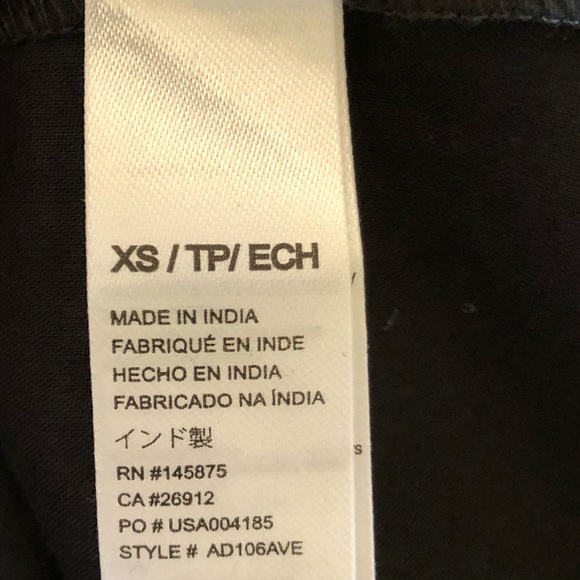 XS / TP/ ECH
MADE IN INDIA
FABRIQUÉ EN INDE
HECHO EN INDIA
FABRICADO NA ÍNDIA
インド製
RN #145875
CA #26912
PO # USA004185
STYLE # AD106AVE